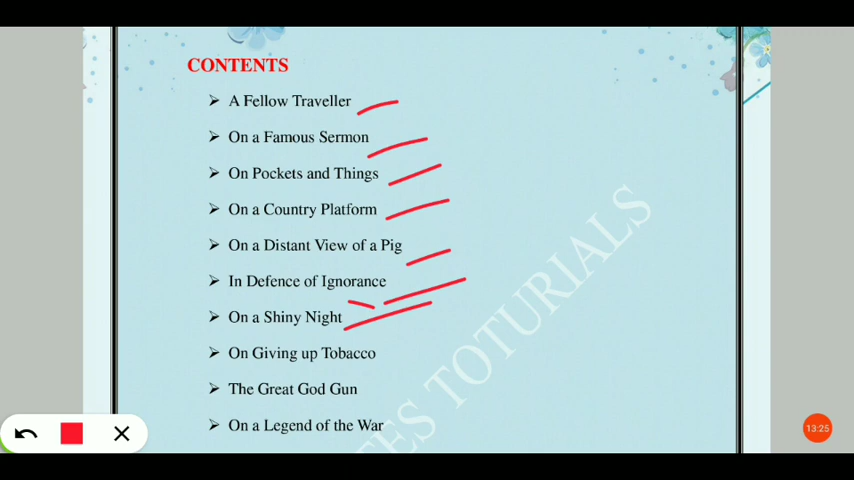 CONTENTS
➢ A Fellow Traveller
➢ On a Famous Sermon
➢ On Pockets and Things
➢ On a Country Platform
➢ On a Distant View of a Pig
➢ In Defence of Ignorance
➢ On a Shiny Night
➢ On Giving up Tobacco
➢ The Great God Gun
➢ On a Legend of the War
TES TOTURIALS
13:25